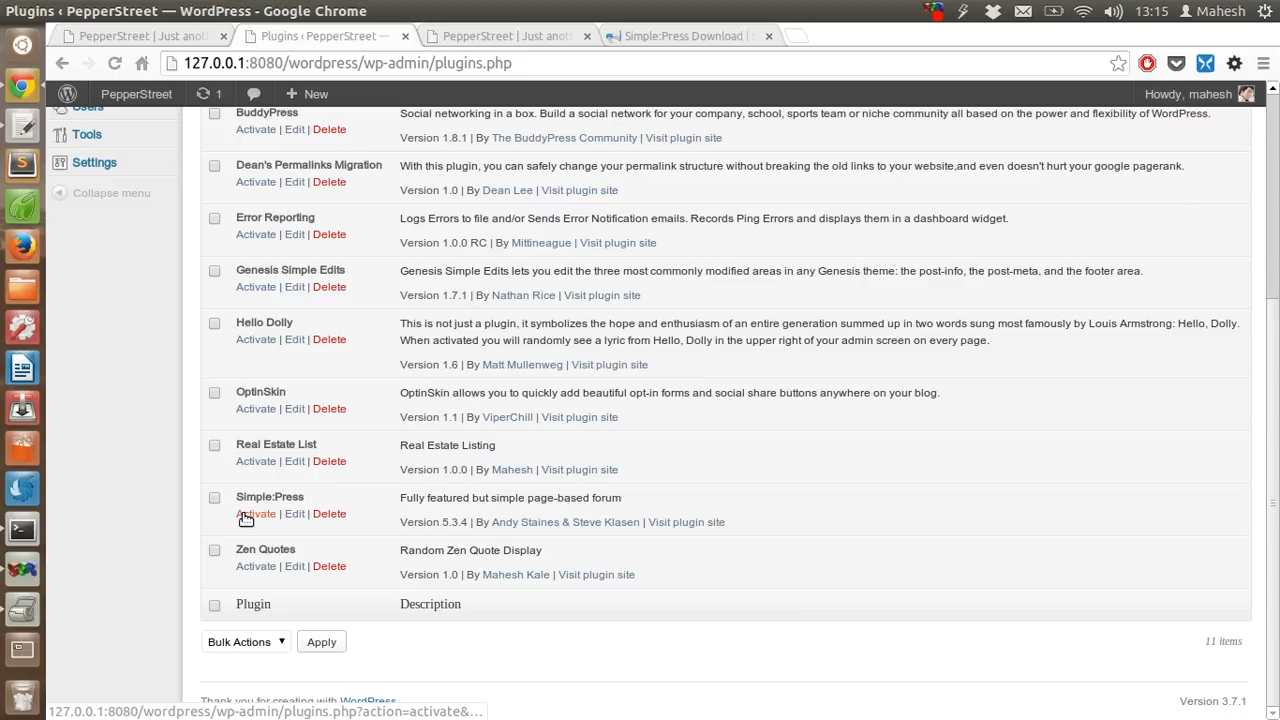 Plugins ‹ PepperStreet — WordPress - Google Chrome
13:15
Mahesh
PepperStreet | Just anot
Plugins ‹ PepperStreet —
PepperStreet | Just anot
Simple:Press Download |
127.0.0.1:8080/wordpress/wp-admin/plugins.php
PepperStreet
1
New
Howdy, mahesh
Users
Tools
Settings
Collapse menu
BuddyPress
Social networking in a box. Build a social network for your company, school, sports team or niche community all based on the power and flexibility of WordPress.
Activate | Edit | Delete
Version 1.8.1 | By The BuddyPress Community | Visit plugin site
Dean's Permalinks Migration
With this plugin, you can safely change your permalink structure without breaking the old links to your website,and even doesn't hurt your google pagerank.
Activate | Edit | Delete
Version 1.0 | By Dean Lee | Visit plugin site
Error Reporting
Logs Errors to file and/or Sends Error Notification emails. Records Ping Errors and displays them in a dashboard widget.
Activate | Edit | Delete
Version 1.0.0 RC | By Mittineague | Visit plugin site
Genesis Simple Edits
Genesis Simple Edits lets you edit the three most commonly modified areas in any Genesis theme: the post-info, the post-meta, and the footer area.
Activate | Edit | Delete
Version 1.7.1 | By Nathan Rice | Visit plugin site
Hello Dolly
This is not just a plugin, it symbolizes the hope and enthusiasm of an entire generation summed up in two words sung most famously by Louis Armstrong: Hello, Dolly.
Activate | Edit | Delete
When activated you will randomly see a lyric from Hello, Dolly in the upper right of your admin screen on every page.
Version 1.6 | By Matt Mullenweg | Visit plugin site
OptinSkin
OptinSkin allows you to quickly add beautiful opt-in forms and social share buttons anywhere on your blog.
Activate | Edit | Delete
Version 1.1 | By ViperChill | Visit plugin site
Real Estate List
Real Estate Listing
Activate | Edit | Delete
Version 1.0.0 | By Mahesh | Visit plugin site
Simple:Press
Fully featured but simple page-based forum
Activate | Edit | Delete
Version 5.3.4 | By Andy Staines & Steve Klasen | Visit plugin site
Zen Quotes
Random Zen Quote Display
Activate | Edit | Delete
Version 1.0 | By Mahesh Kale | Visit plugin site
Plugin
Description
Bulk Actions
Apply
11 items
Thank you for creating with WordPress
Version 3.7.1
127.0.0.1:8080/wordpress/wp-admin/plugins.php?action=activate&...